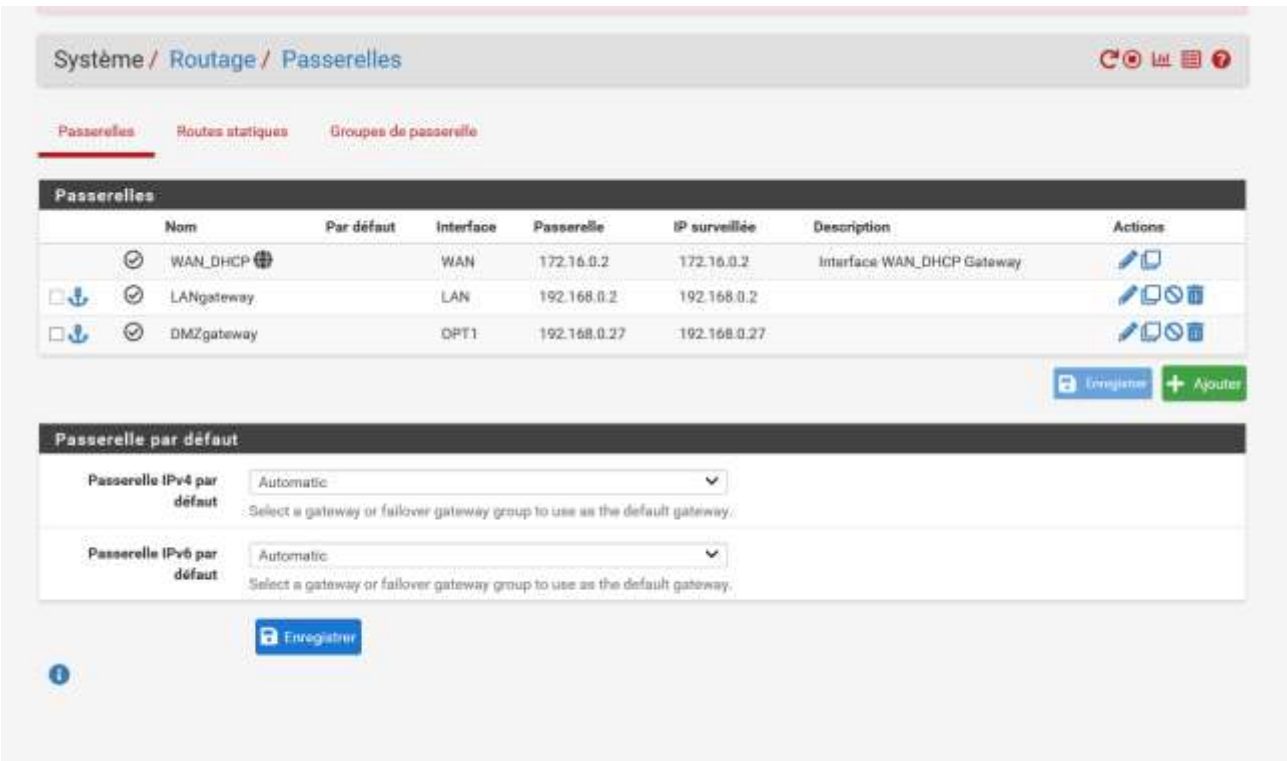 Système / Routage / Passerelles
Passerelles Routes statiques Groupes de passerelle
Passerelles
Nom Par défaut Interface Passerelle IP surveillée Description Actions
WAN_DHCP WAN 172.16.0.2 172.16.0.2 Interface WAN_DHCP Gateway
LANgateway LAN 192.168.0.2 192.168.0.2
DMZgateway OPT1 192.168.0.27 192.168.0.27
Enregistrer Ajouter
Passerelle par défaut
Passerelle IPv4 par défaut Automatic
Select a gateway or failover gateway group to use as the default gateway.
Passerelle IPv6 par défaut Automatic
Select a gateway or failover gateway group to use as the default gateway.
Enregistrer